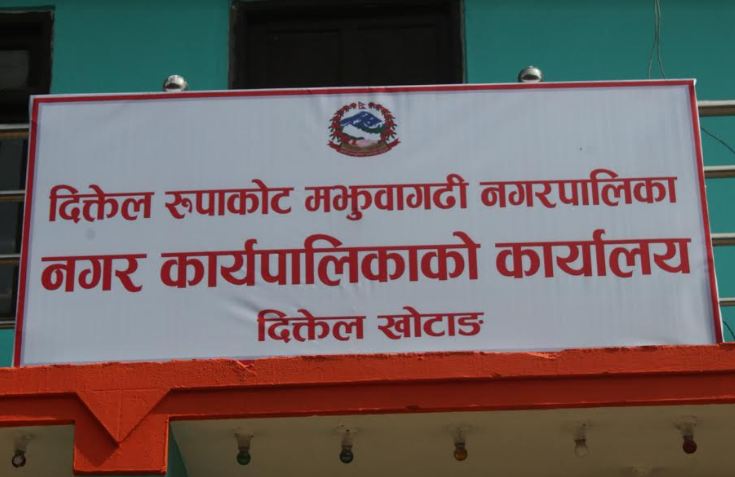 दिक्तेल रुपाकोट मझुवागढी नगरपालिका
नगर कार्यपालिकाको कार्यालय
दिक्तेल खोटाङ